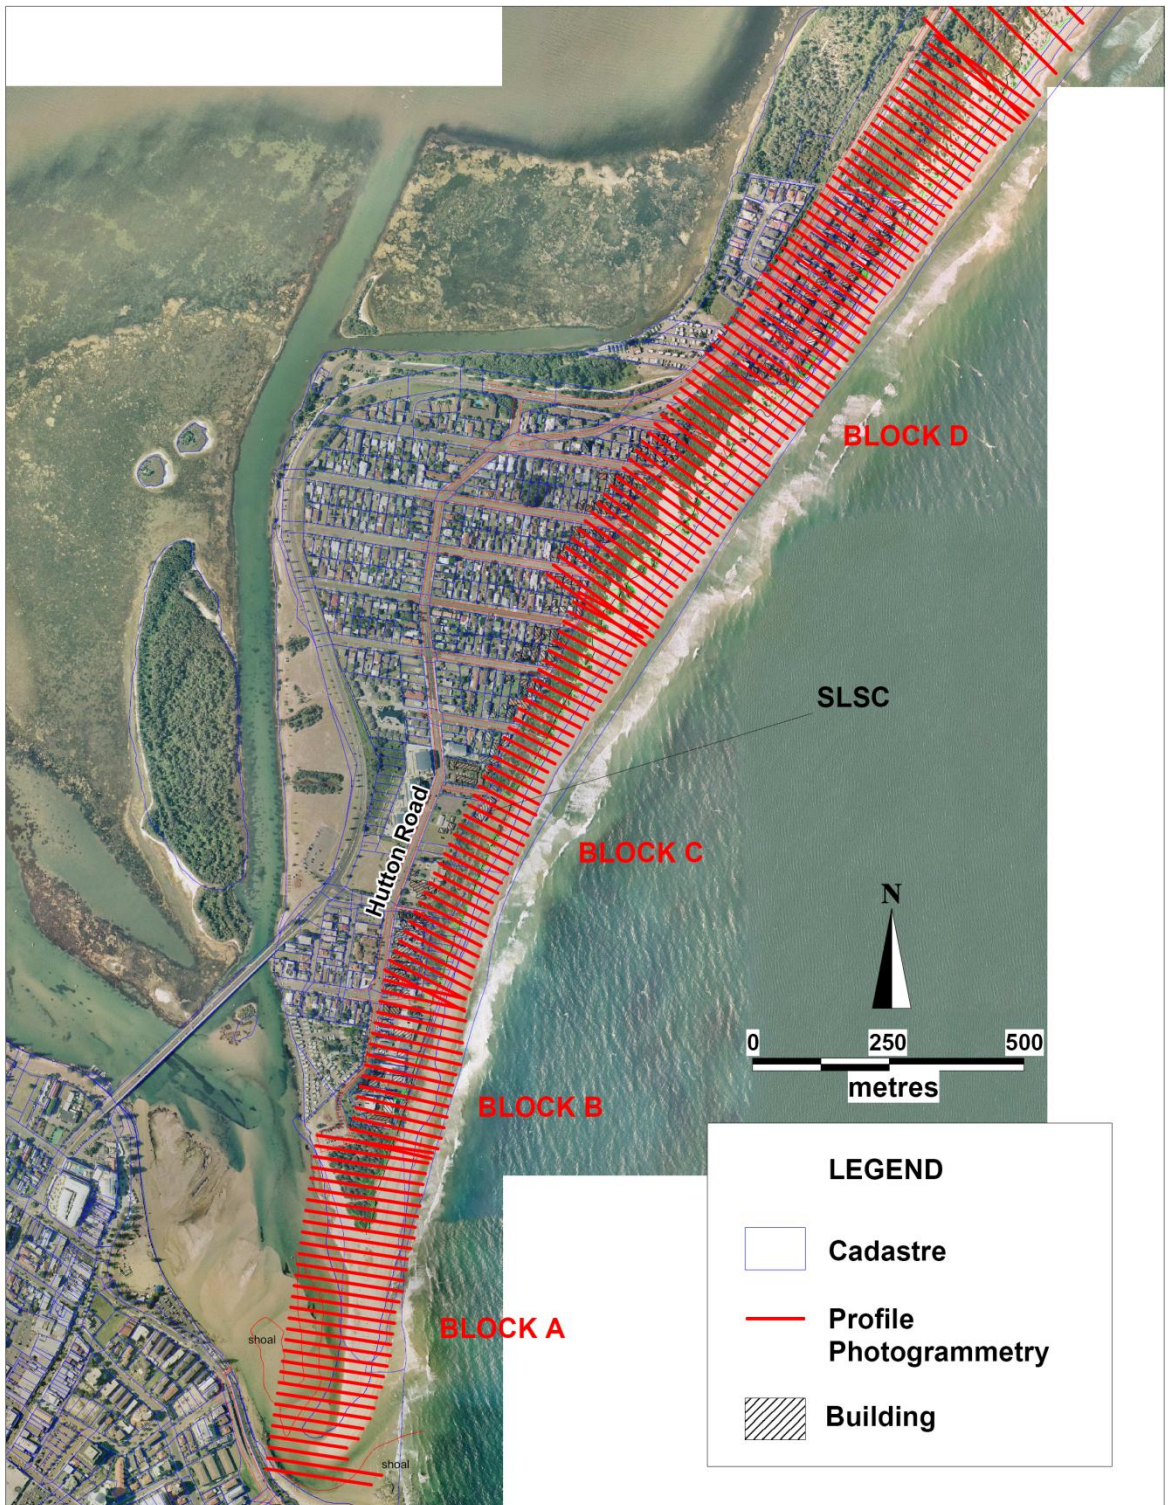 BLOCK D
SLSC
Hutton Road
BLOCK C
N
0 250 500
metres
BLOCK B
LEGEND
Cadastre
BLOCK A
shoal
Profile
Photogrammetry
Building
shoal